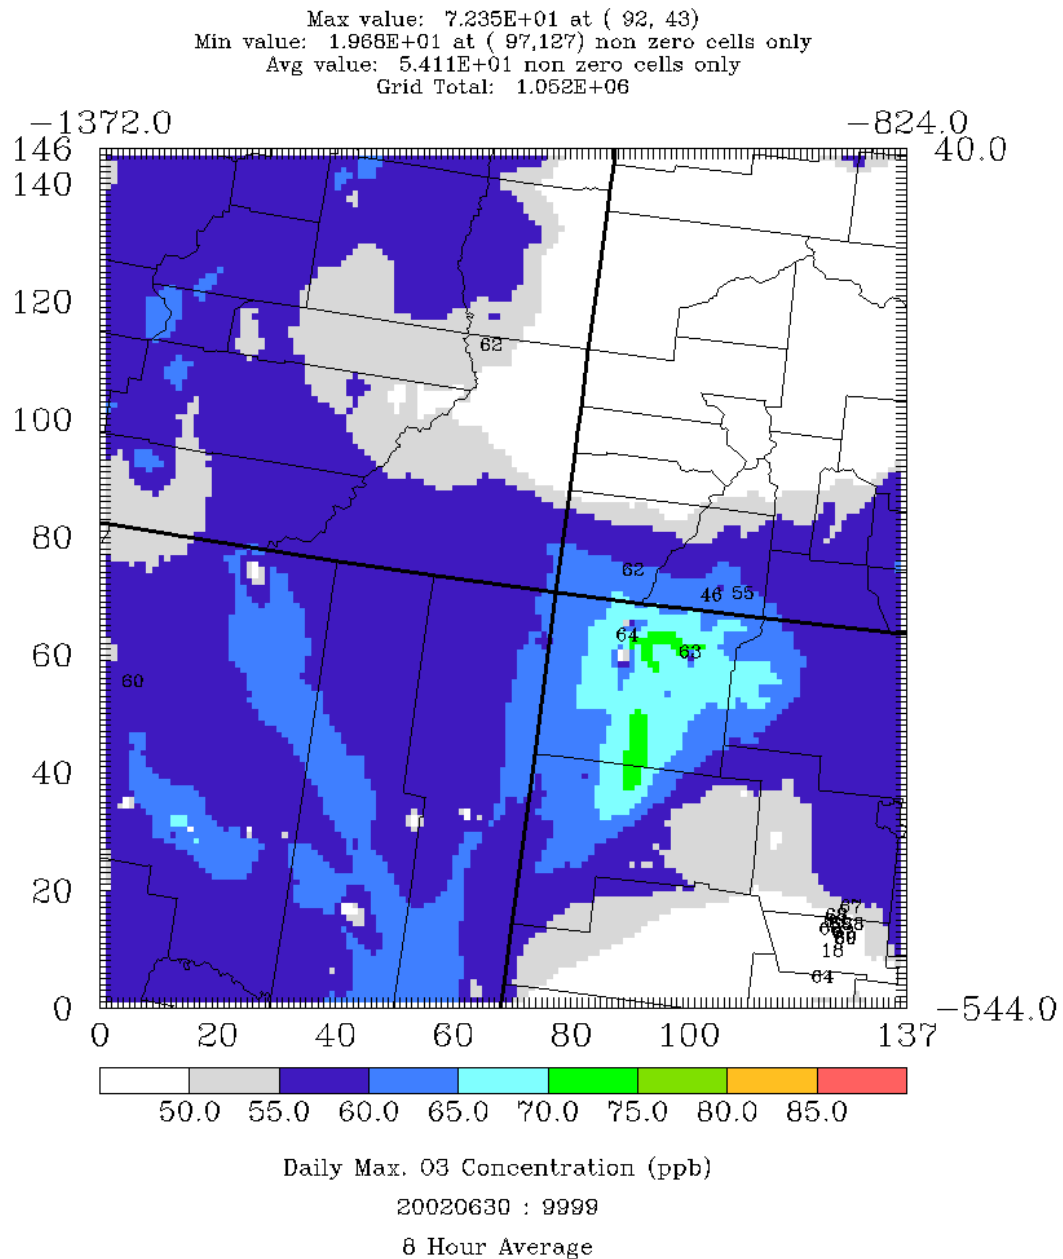 Max value: 7.235E+01 at ( 92, 43)
Min value: 1.968E+01 at ( 97,127) non zero cells only
Avg value: 5.411E+01 non zero cells only
Grid Total: 1.052E+06
-1372.0 -824.0
146 40.0
140
120
62
100
80
62
46 55
64
63
60
60
40
20
67
18
64
0 -544.0
0 20 40 60 80 100 137
50.0 55.0 60.0 65.0 70.0 75.0 80.0 85.0
Daily Max. O3 Concentration (ppb)
20020630 : 9999
8 Hour Average